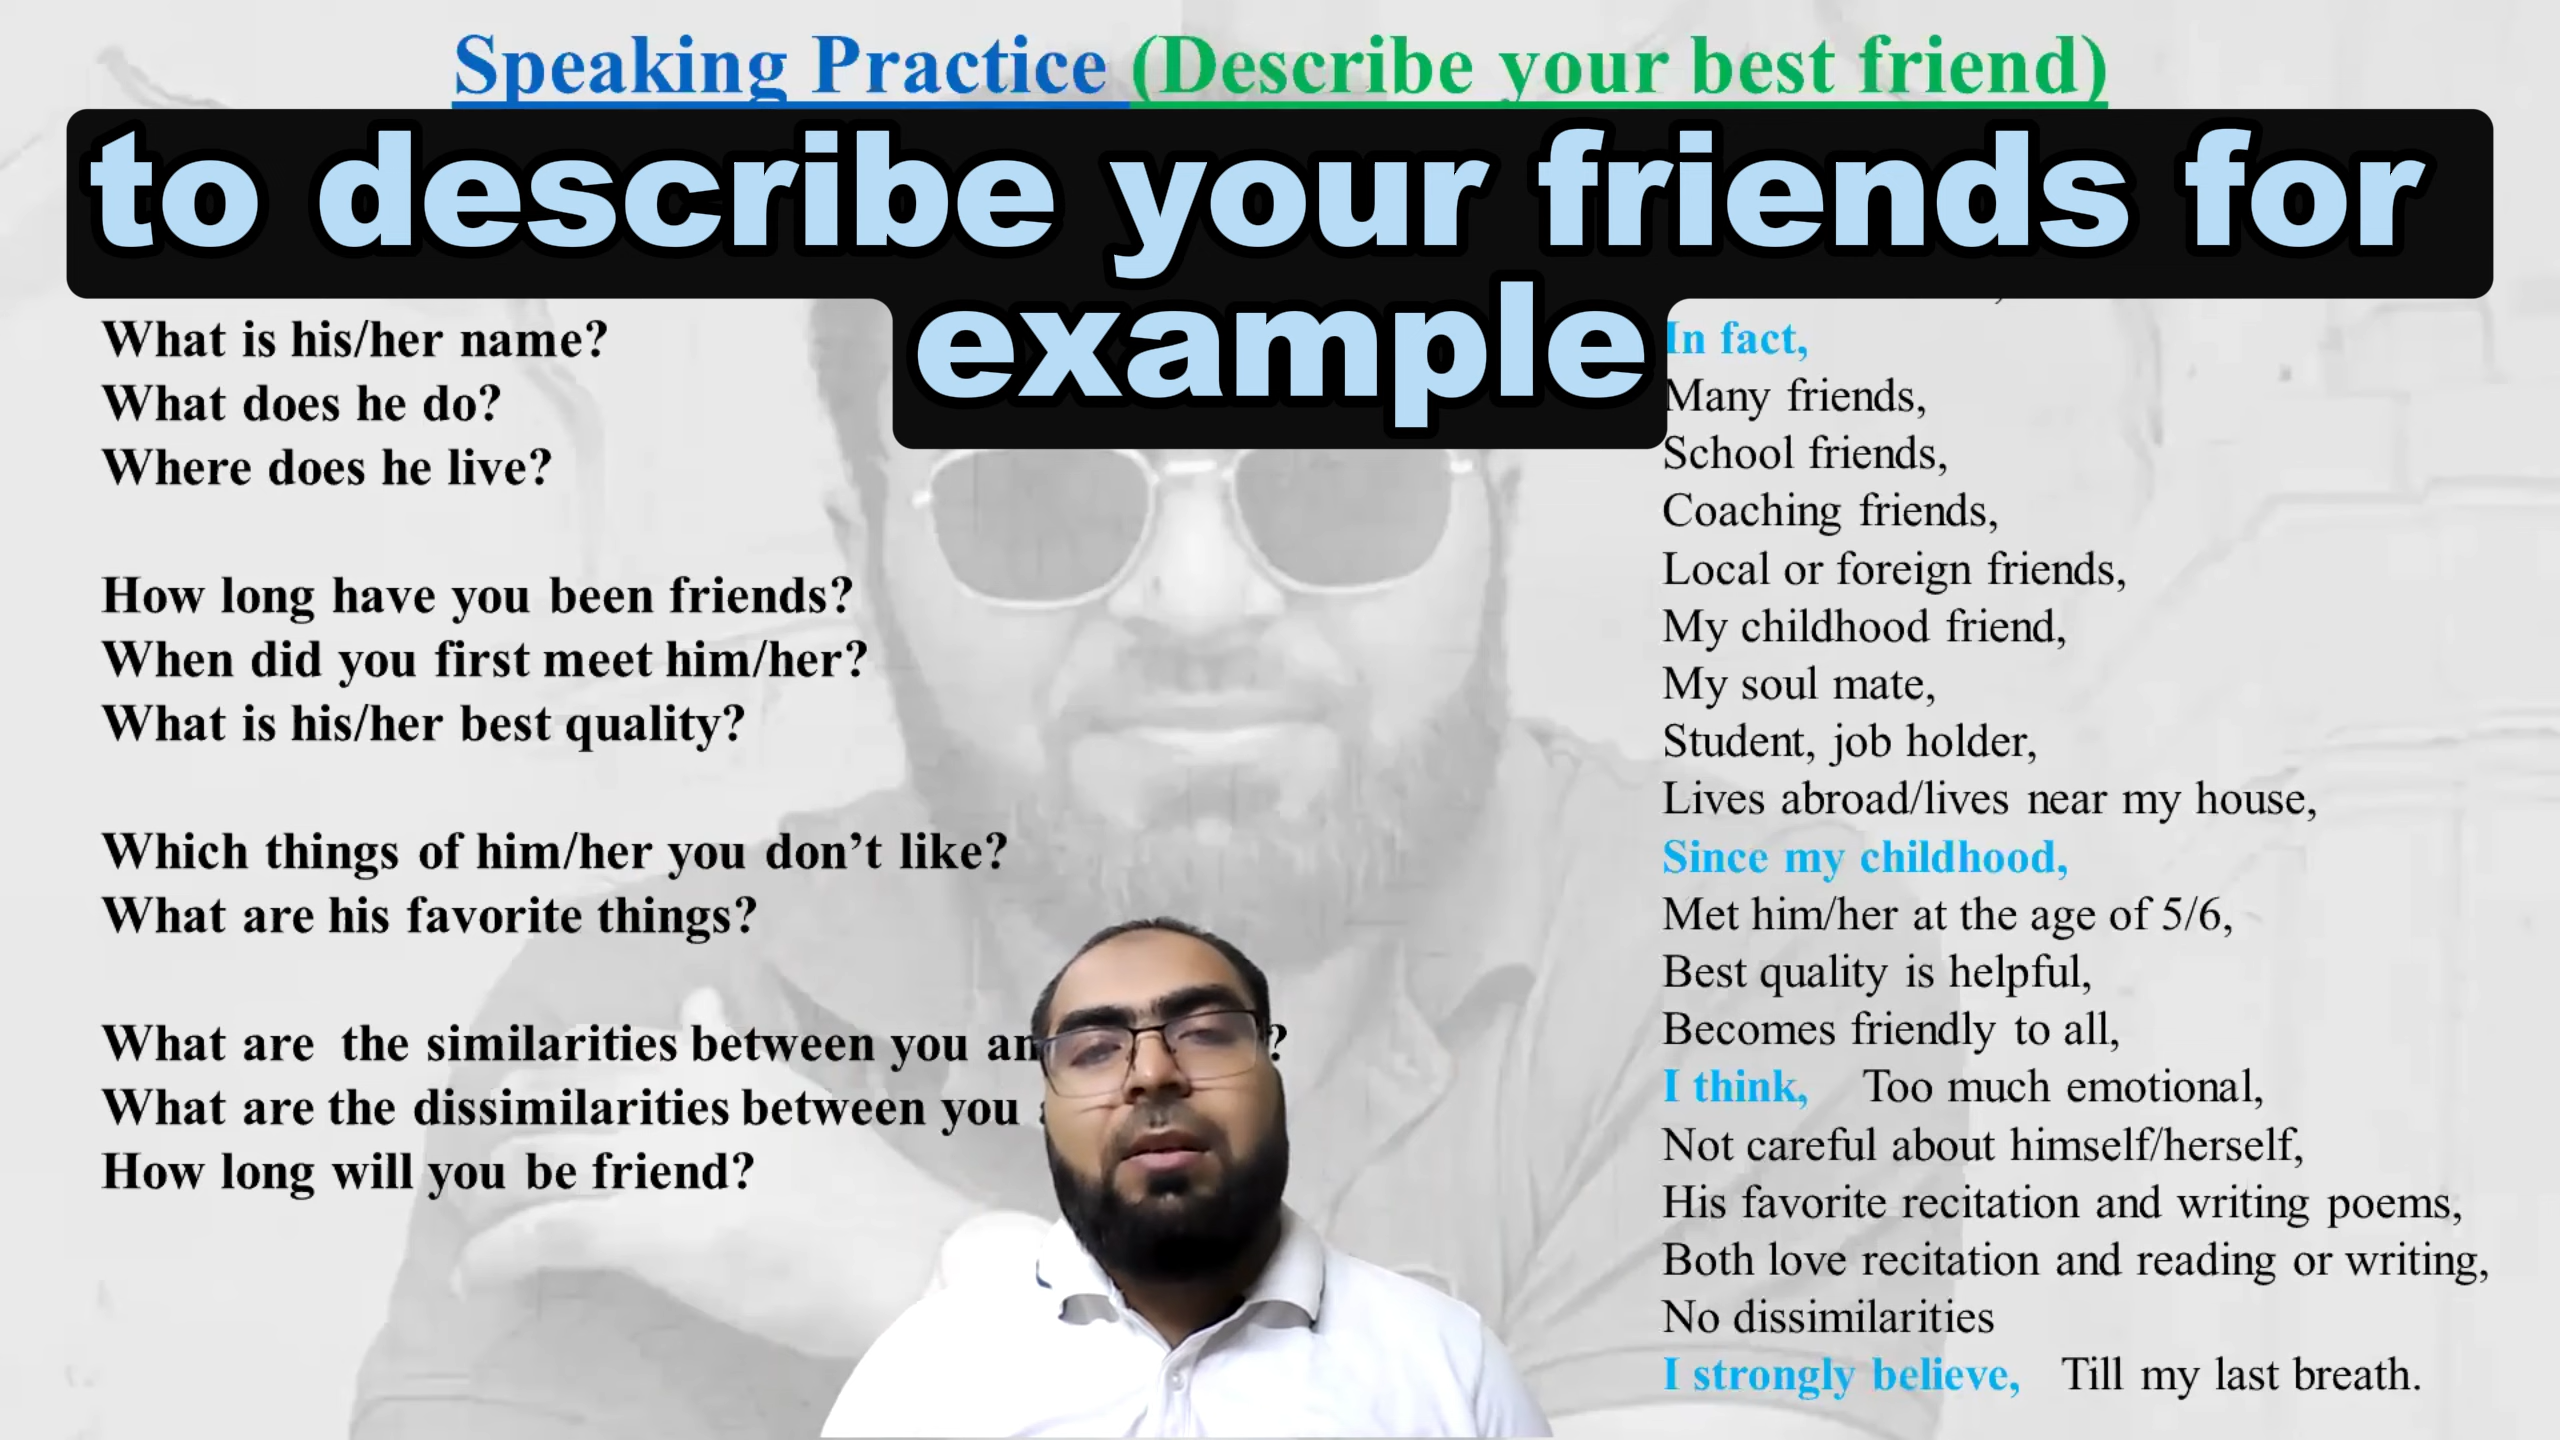 Speaking Practice (Describe your best friend)
to describe your friends for
example
What is his/her name?
What does he do?
Where does he live?
How long have you been friends?
When did you first meet him/her?
What is his/her best quality?
Which things of him/her you don’t like?
What are his favorite things?
What are the similarities between you ?
What are the dissimilarities between you
How long will you be friend?
In fact,
Many friends,
School friends,
Coaching friends,
Local or foreign friends,
My childhood friend,
My soul mate,
Student, job holder,
Lives abroad/lives near my house,
Since my childhood,
Met him/her at the age of 5/6,
Best quality is helpful,
Becomes friendly to all,
I think, Too much emotional,
Not careful about himself/herself,
His favorite recitation and writing poems,
Both love recitation and reading or writing,
No dissimilarities
I strongly believe, Till my last breath.